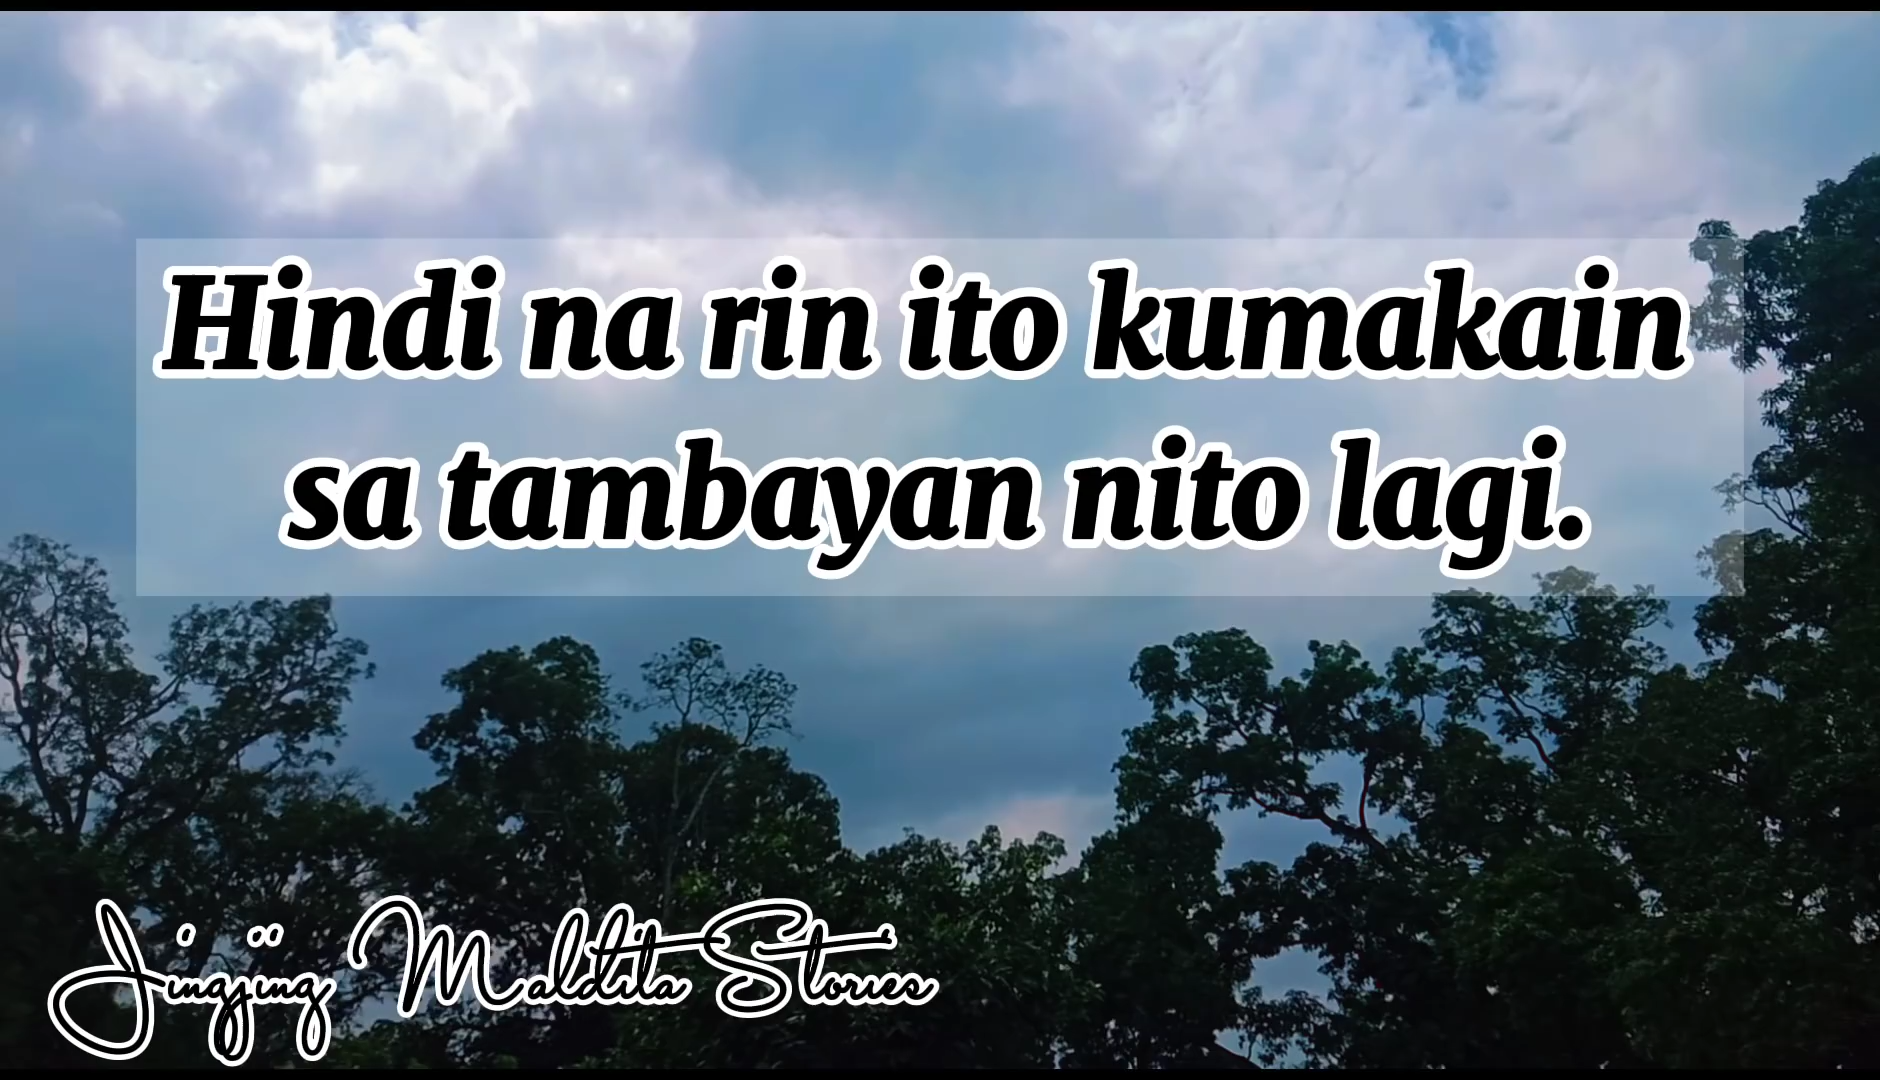 Hindi na rin ito kumakain
sa tambayan nito lagi.
Jingjing Maldita Stories